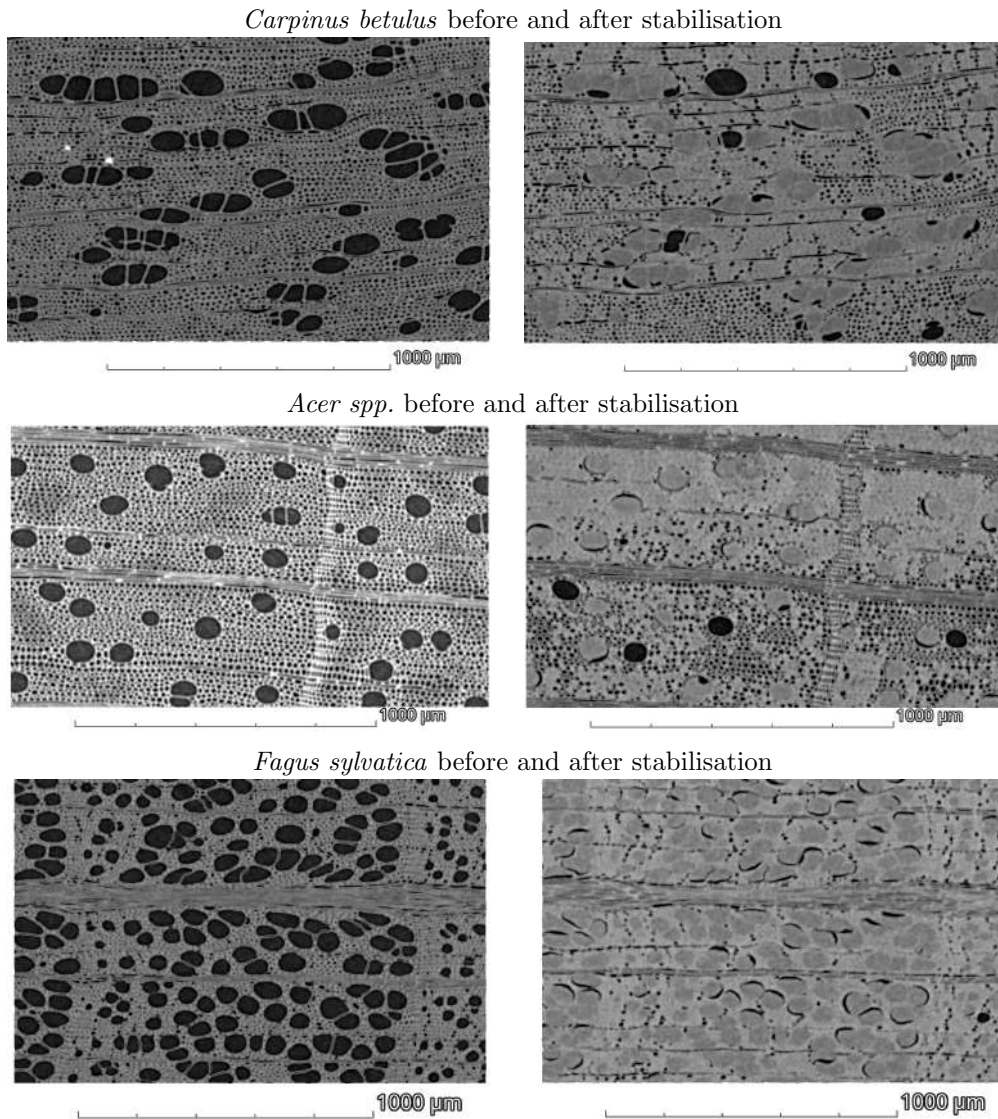 Carpinus betulus before and after stabilisation
1000 µm
1000 µm
Acer spp. before and after stabilisation
1000 µm
1000 µm
Fagus sylvatica before and after stabilisation
1000 µm
1000 µm